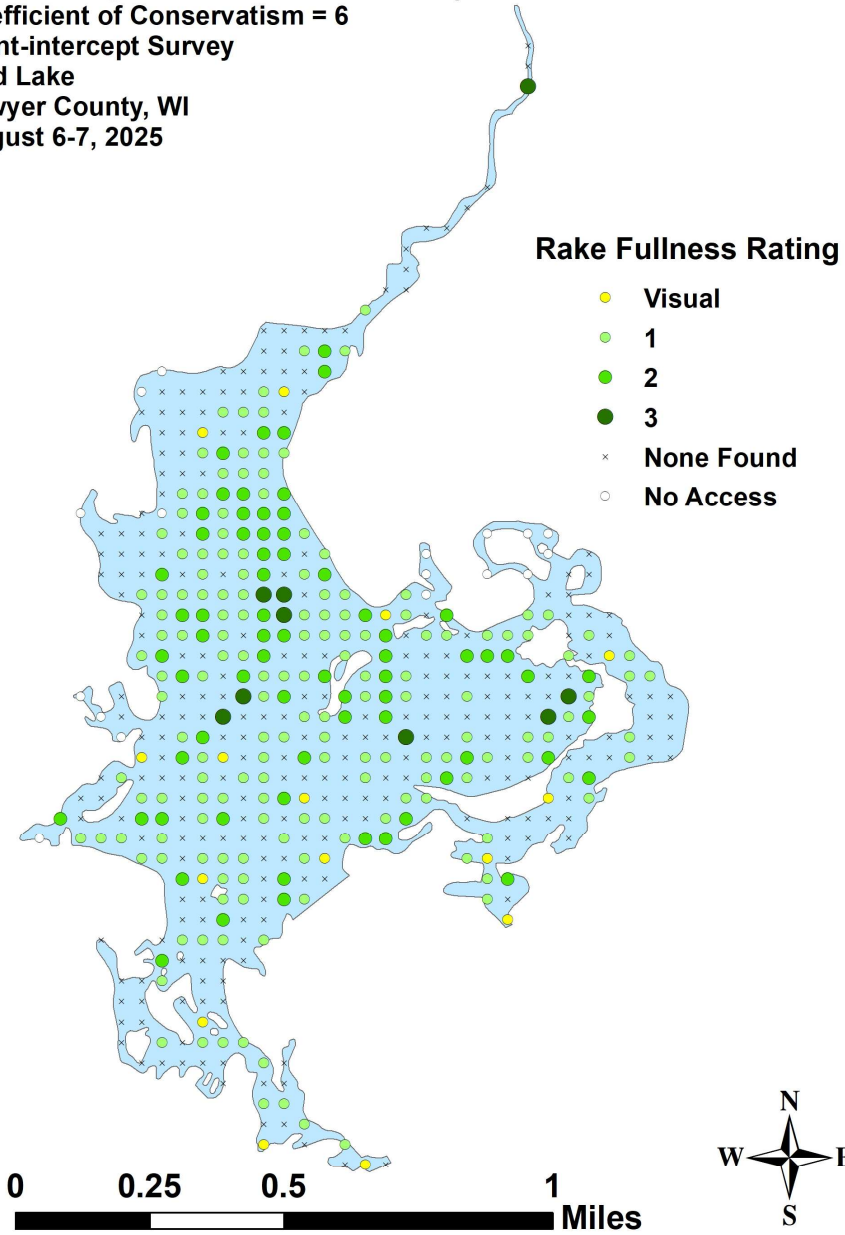 efficient of Conservatism = 6
nt-intercept Survey
d Lake
wyer County, WI
gust 6-7, 2025
Rake Fullness Rating
Visual
1
2
3
None Found
No Access
N
W
S
0 0.25 0.5 1
Miles